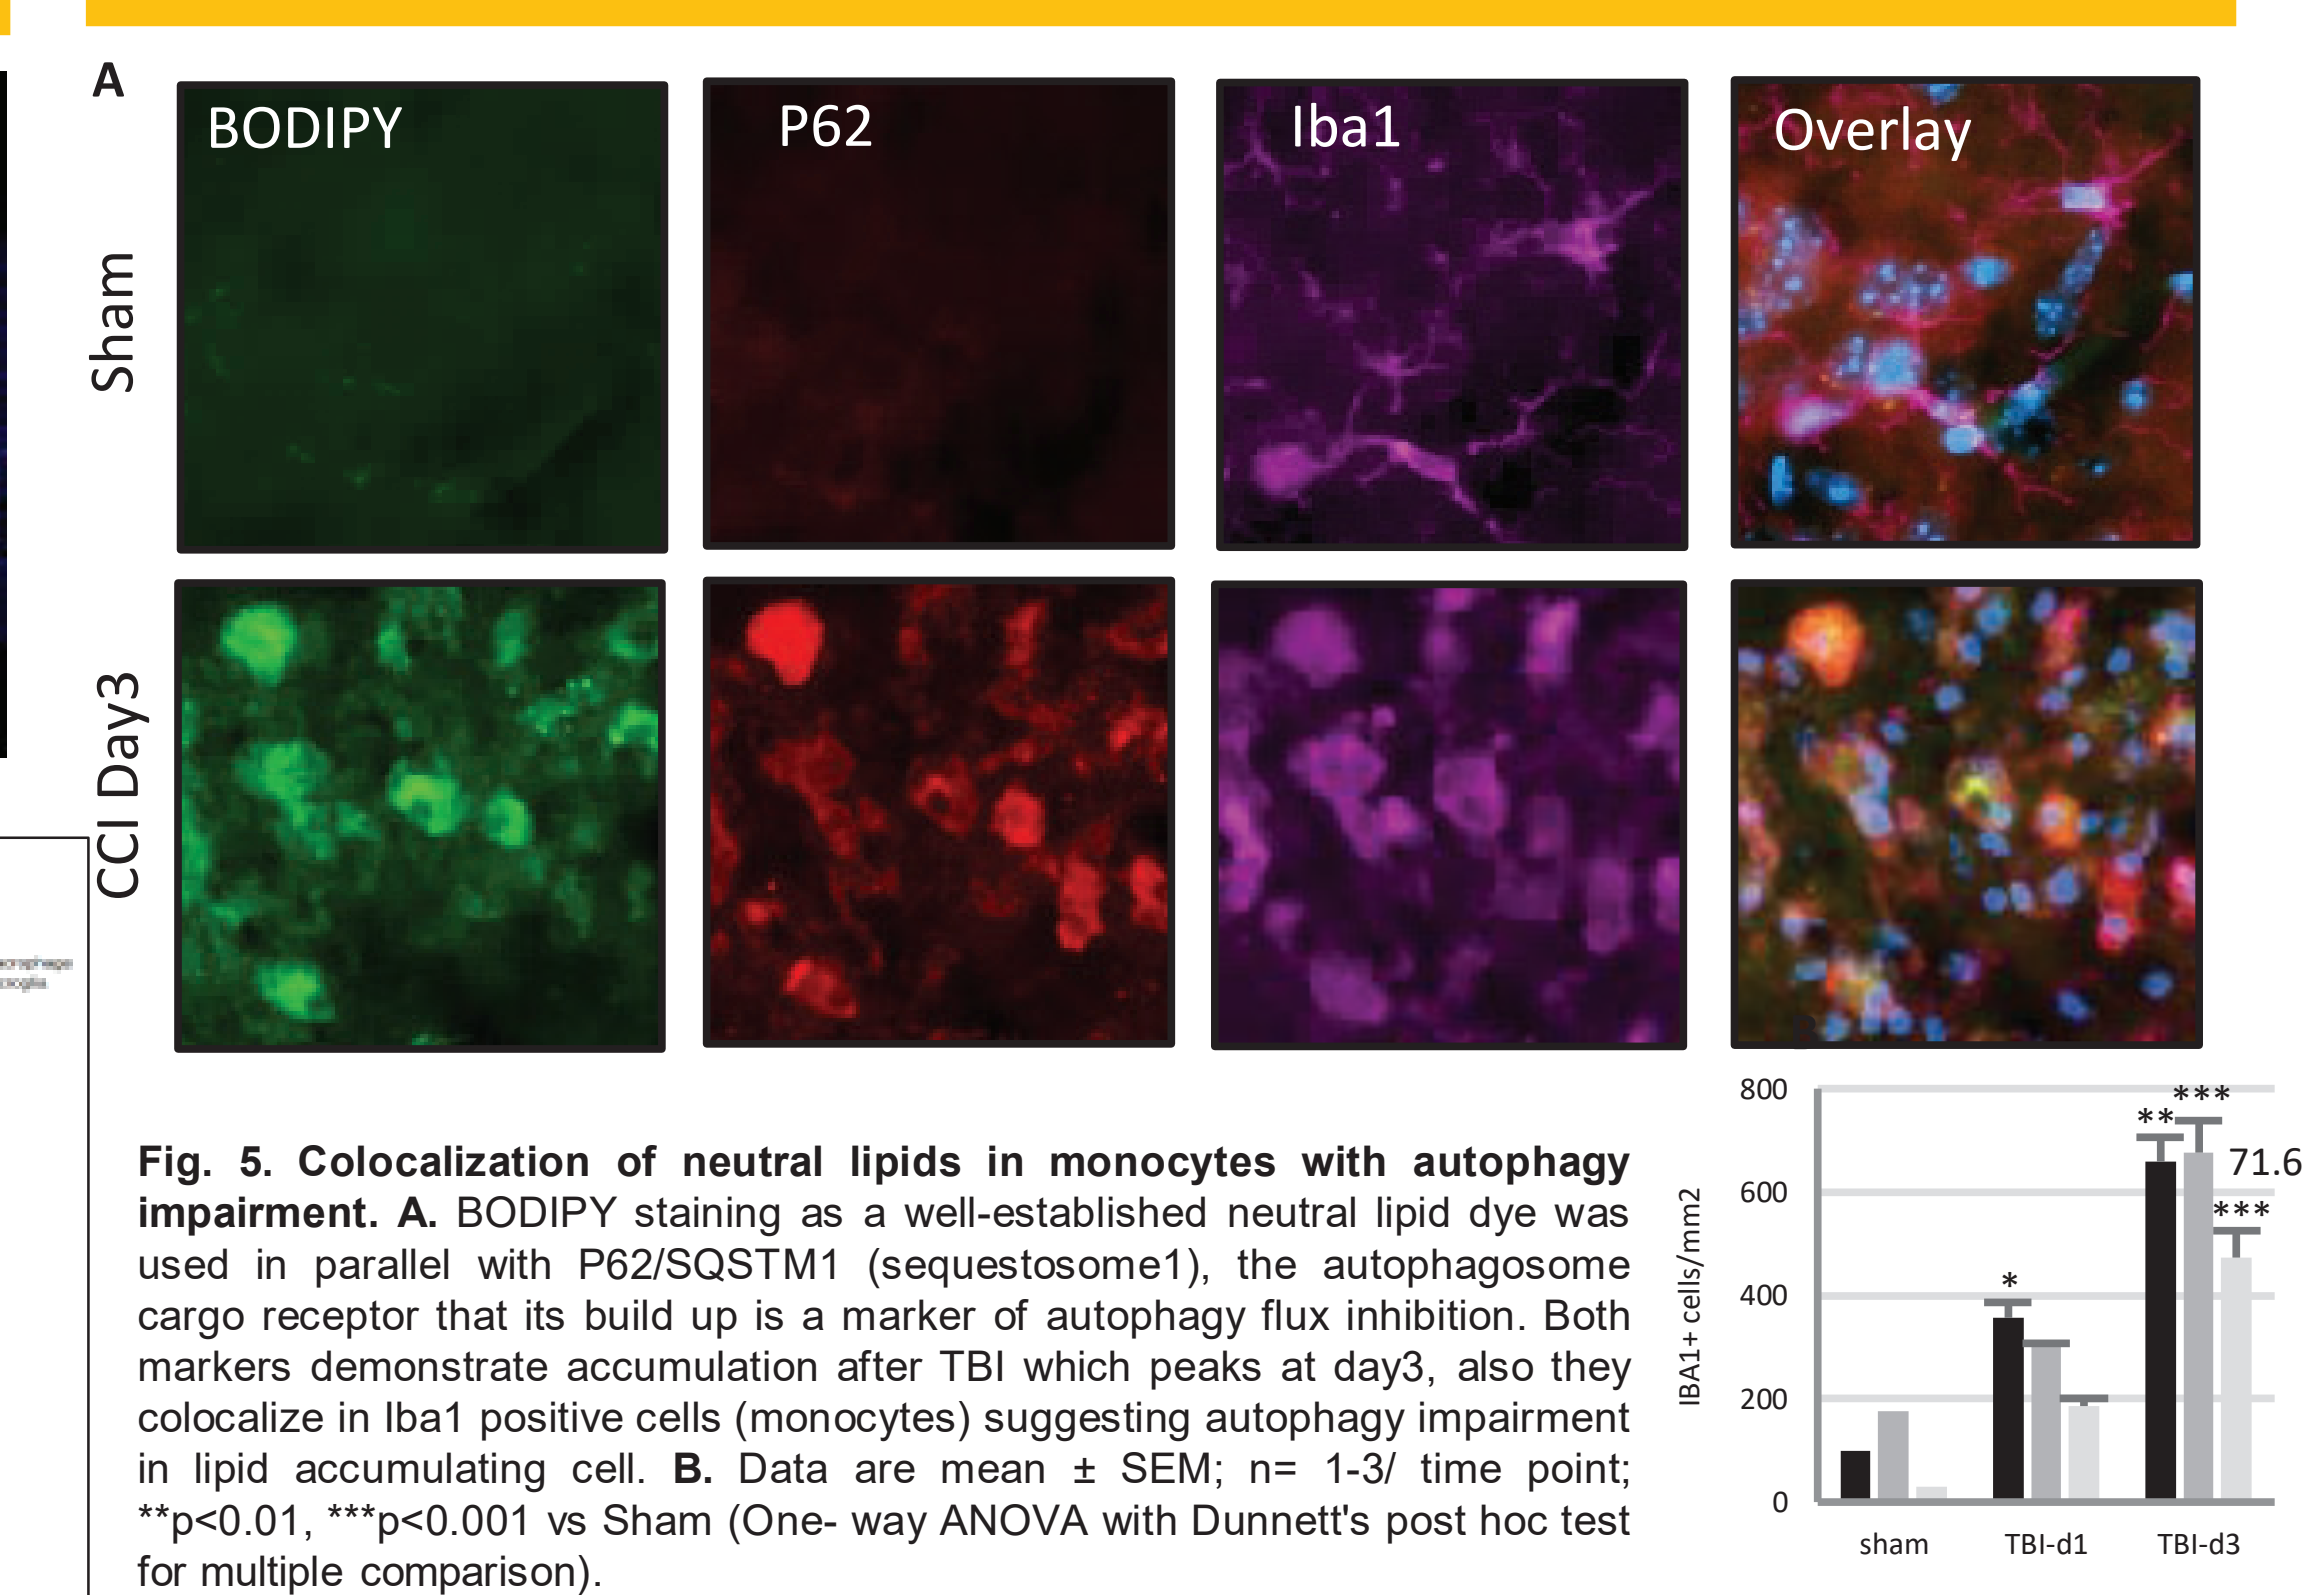 A
BODIPY
P62
Iba1
Overlay
Sham
CCI Day3
Fig. 5. Colocalization of neutral lipids in monocytes with autophagy
impairment. A. BODIPY staining as a well-established neutral lipid dye was
used in parallel with P62/SQSTM1 (sequestosome1), the autophagosome
cargo receptor that its build up is a marker of autophagy flux inhibition. Both
markers demonstrate accumulation after TBI which peaks at day3, also they
colocalize in Iba1 positive cells (monocytes) suggesting autophagy impairment
in lipid accumulating cell. B. Data are mean ± SEM; n= 1-3/ time point;
**p<0.01, ***p<0.001 vs Sham (One- way ANOVA with Dunnett's post hoc test
for multiple comparison).
IBA1+ cells/mm2
800
600
400
200
0
*
**
***
71.6
***
sham
TBI-d1
TBI-d3